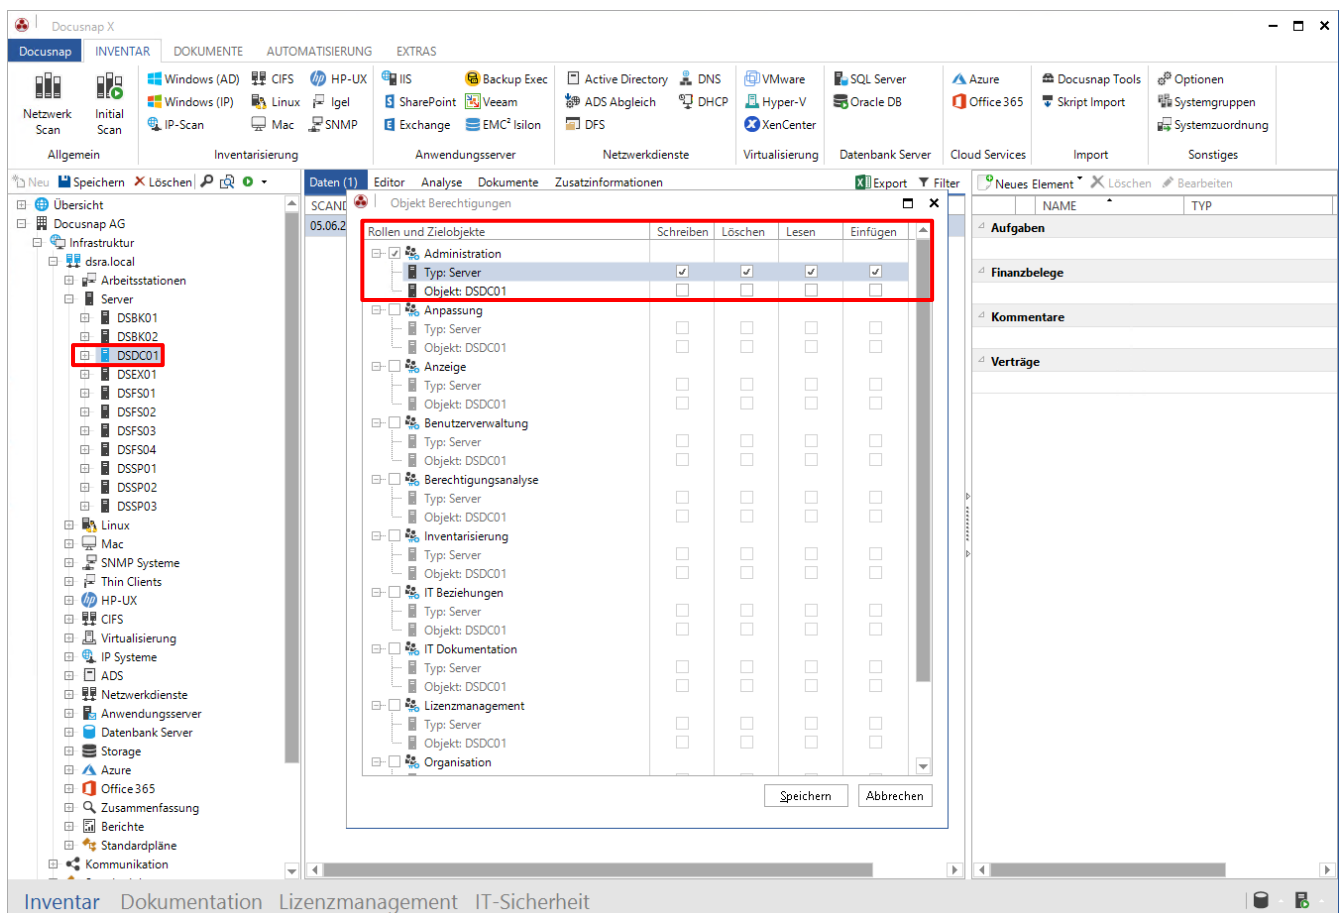 Docusnap X
Docusnap INVENTAR DOKUMENTE AUTOMATISIERUNG EXTRAS
Windows (AD) CIFS HP-UX IIS Backup Exec Active Directory DNS VMware SQL Server Azure Docusnap Tools Optionen
Windows (IP) Linux Igel SharePoint Veeam ADS Abgleich DHCP Hyper-V Oracle DB Office 365 Skript Import Systemgruppen
Netzwerk Scan Initial Scan IP-Scan Mac SNMP Exchange EMC² Isilon DFS XenCenter Systemzuordnung
Allgemein Inventarisierung Anwendungsserver Netzwerkdienste Virtualisierung Datenbank Server Cloud Services Import Sonstiges
Neu Speichern Löschen
Daten (1) Editor Analyse Dokumente Zusatzinformationen Export Filter
Neues Element Löschen Bearbeiten
Übersicht
Docusnap AG
Infrastruktur
dsra.local
Arbeitsstationen
Server
DSBK01
DSBK02
DSDC01
DSEX01
DSFS01
DSFS02
DSFS03
DSFS04
DSSP01
DSSP02
DSSP03
Linux
Mac
SNMP Systeme
Thin Clients
HP-UX
CIFS
Virtualisierung
IP Systeme
ADS
Netzwerkdienste
Anwendungsserver
Datenbank Server
Storage
Azure
Office 365
Zusammenfassung
Berichte
Standardpläne
Kommunikation
05.06.2
Objekt Berechtigungen
Rollen und Zielobjekte Schreiben Löschen Lesen Einfügen
Administration
Typ: Server
Objekt: DSDC01
Anpassung
Typ: Server
Objekt: DSDC01
Anzeige
Typ: Server
Objekt: DSDC01
Benutzerverwaltung
Typ: Server
Objekt: DSDC01
Berechtigungsanalyse
Typ: Server
Objekt: DSDC01
Inventarisierung
Typ: Server
Objekt: DSDC01
IT Beziehungen
Typ: Server
Objekt: DSDC01
IT Dokumentation
Typ: Server
Objekt: DSDC01
Lizenzmanagement
Typ: Server
Objekt: DSDC01
Organisation
Speichern Abbrechen
NAME TYP
Aufgaben
Finanzbelege
Kommentare
Verträge
Inventar Dokumentation Lizenzmanagement IT-Sicherheit